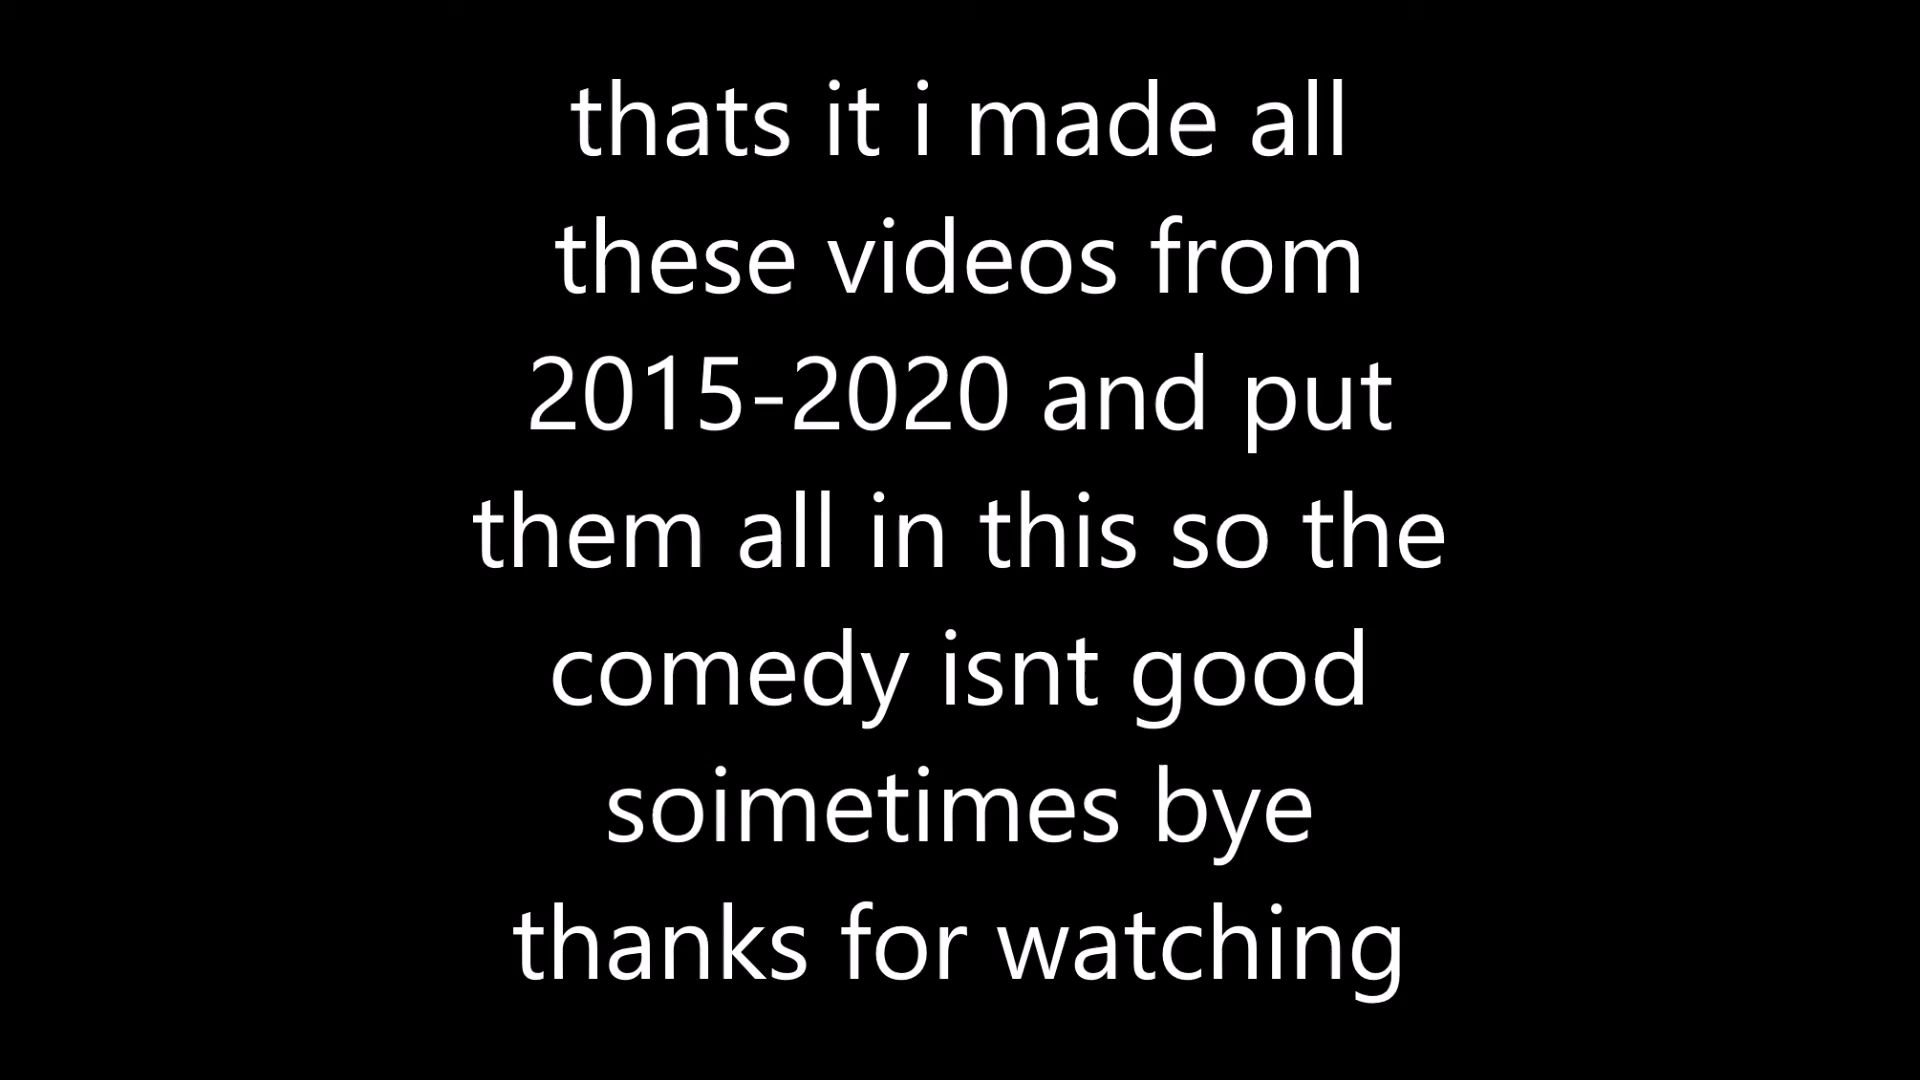 thats it i made all
these videos from
2015-2020 and put
them all in this so the
comedy isnt good
soimetimes bye
thanks for watching